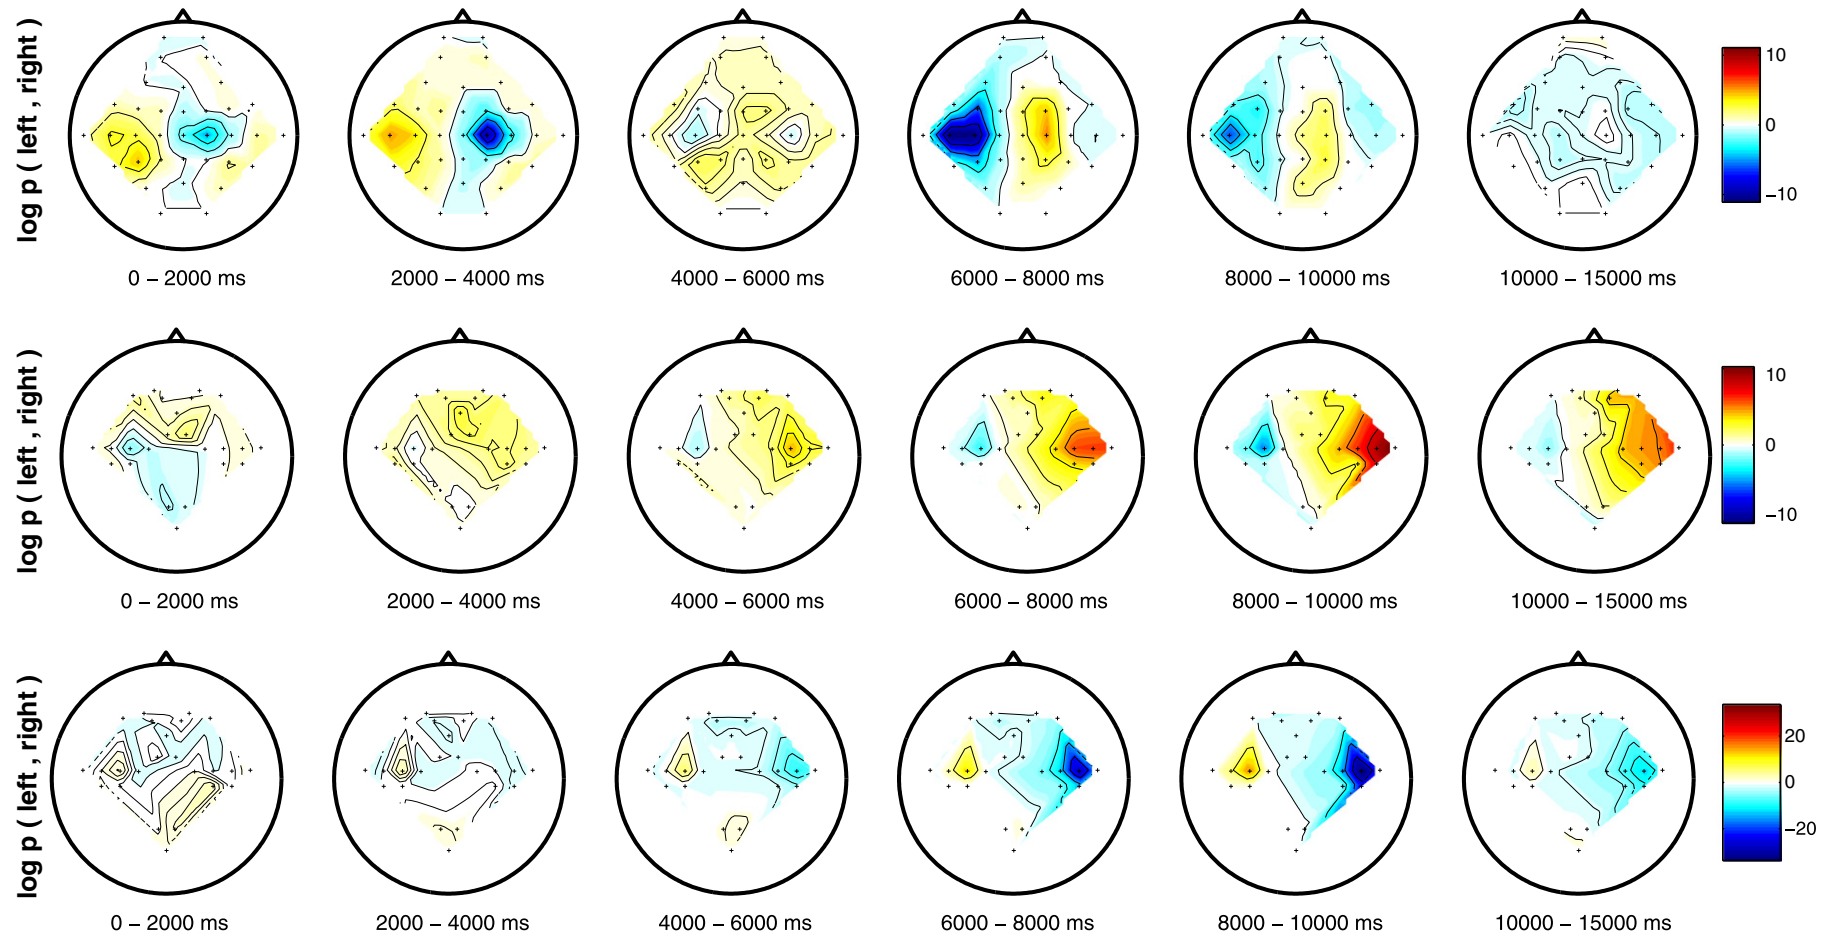 log p ( left , right )
10
0
−10
0 − 2000 ms
2000 − 4000 ms
4000 − 6000 ms
6000 − 8000 ms
8000 − 10000 ms
10000 − 15000 ms
log p ( left , right )
10
0
−10
0 − 2000 ms
2000 − 4000 ms
4000 − 6000 ms
6000 − 8000 ms
8000 − 10000 ms
10000 − 15000 ms
log p ( left, right )
20
0
−20
0 − 2000 ms
2000 − 4000 ms
4000 − 6000 ms
6000 − 8000 ms
8000 − 10000 ms
10000 − 15000 ms